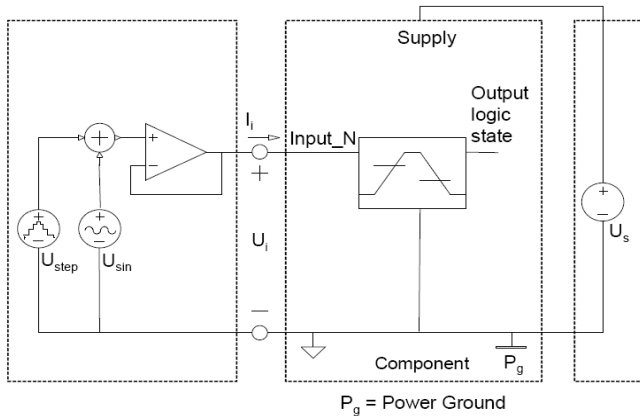 Supply
Output
logic
state
I_i
Input_N
+
+
−
+
U_i
+
−
U_step
+
−
U_sin
+
−
U_s
−
Component
P_g
P_g = Power Ground